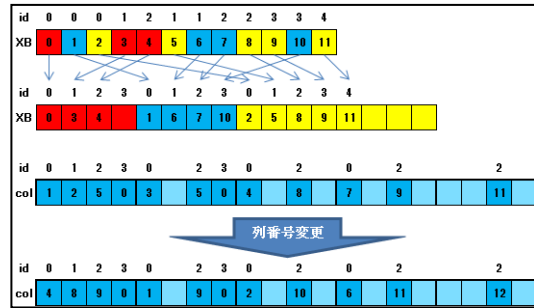 id 0 0 0 1 2 1 1 2 2 3 3 4
XB 0 1 2 3 4 5 6 7 8 9 10 11
id 0 1 2 3 0 1 2 3 0 1 2 3 4
XB 0 3 4 1 6 7 10 2 5 8 9 11
id 0 1 2 3 0 2 3 0 2 0 2 2
col 1 2 5 0 3 5 0 4 8 7 9 11
列番号変更
id 0 1 2 3 0 2 3 0 2 0 2 2
col 4 8 9 0 1 9 0 2 10 6 11 12